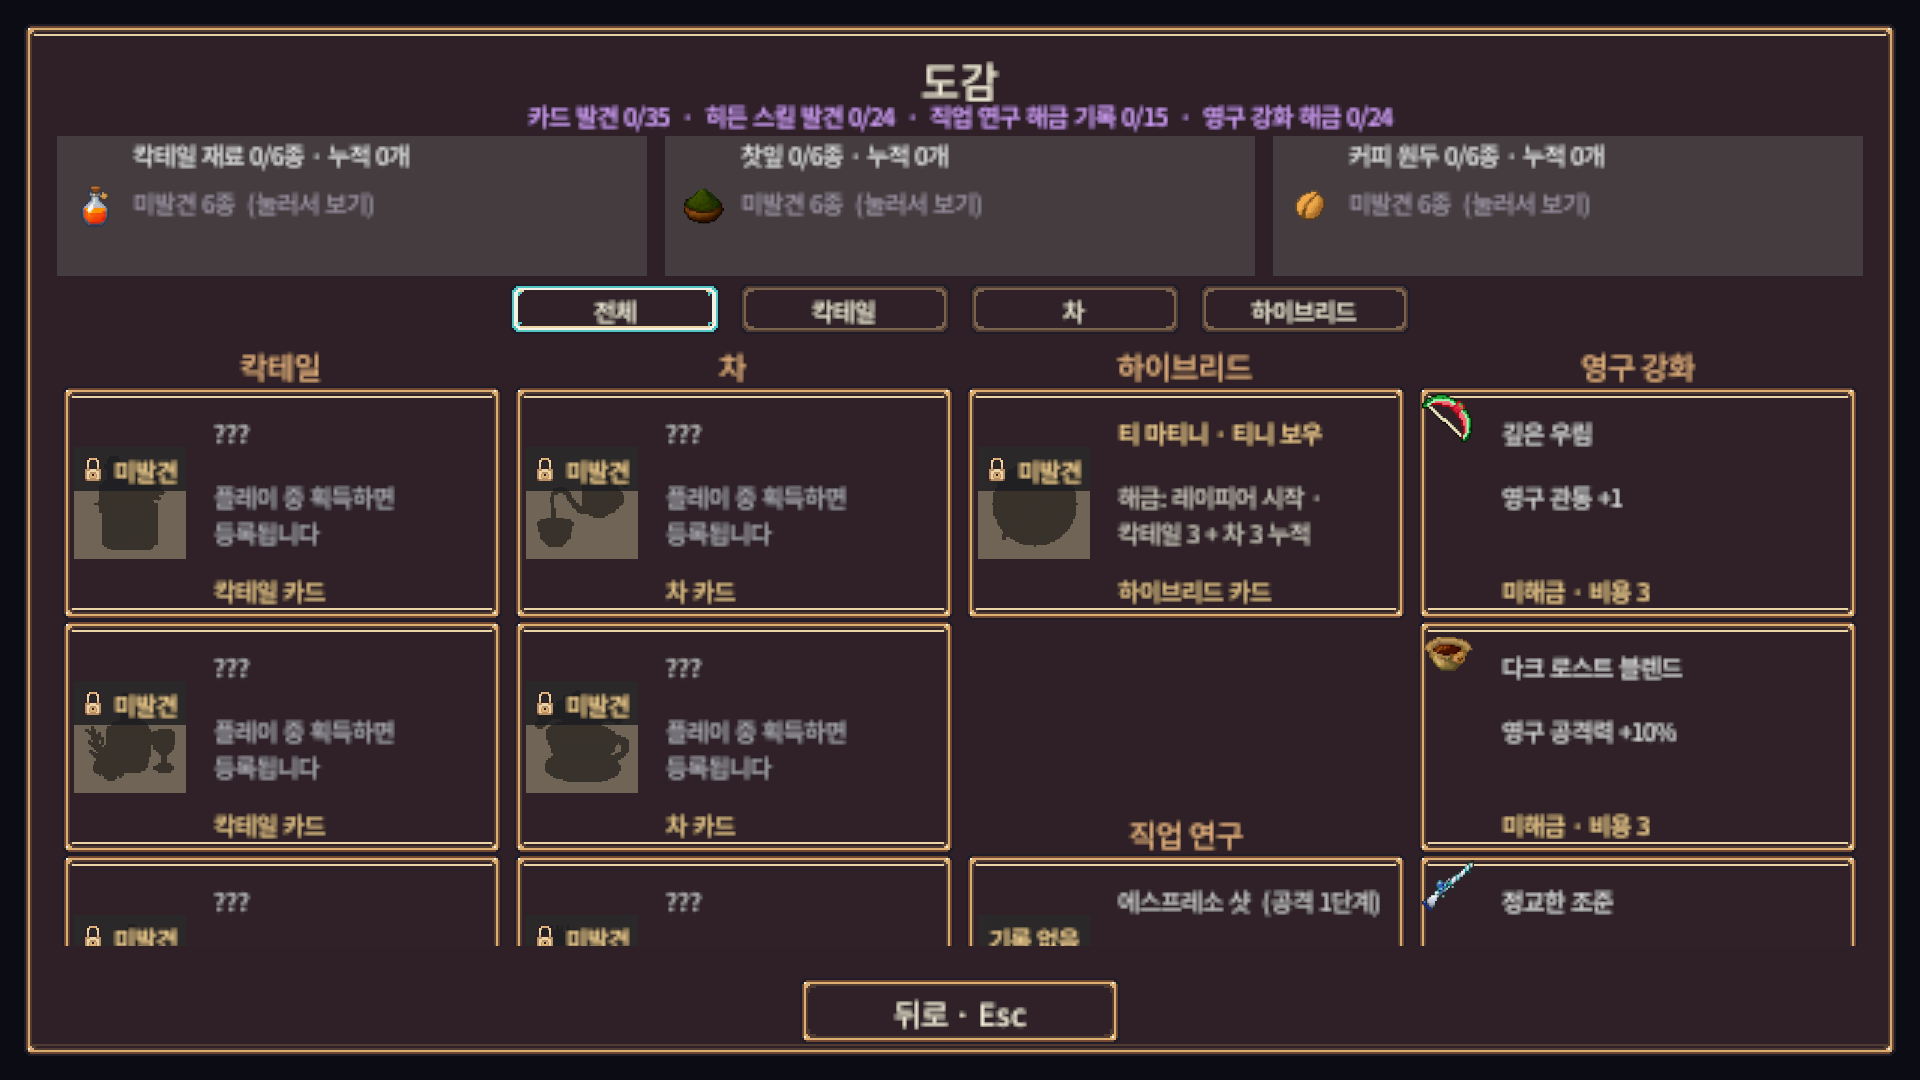 도감
카드 발견 0/35 · 히든 스킬 발견 0/24 · 직업 연구 해금 기록 0/15 · 영구 강화 해금 0/24
칵테일 재료 0/6종 · 누적 0개
미발견 6종 (눌러서 보기)
찻잎 0/6종 · 누적 0개
미발견 6종 (눌러서 보기)
커피 원두 0/6종 · 누적 0개
미발견 6종 (눌러서 보기)
전체
칵테일
차
하이브리드
칵테일
???
미발견
플레이 중 획득하면
등록됩니다
칵테일 카드
???
미발견
플레이 중 획득하면
등록됩니다
칵테일 카드
???
미발견
차
???
미발견
플레이 중 획득하면
등록됩니다
차 카드
???
미발견
플레이 중 획득하면
등록됩니다
차 카드
???
미발견
하이브리드
티 마티니 · 티니 보우
미발견
해금: 레이피어 시작 ·
칵테일 3 + 차 3 누적
하이브리드 카드
직업 연구
에스프레소 샷 (공격 1단계)
기록 없음
영구 강화
깊은 우림
영구 관통 +1
미해금 · 비용 3
다크 로스트 블렌드
영구 공격력 +10%
미해금 · 비용 3
정교한 조준
뒤로 · Esc